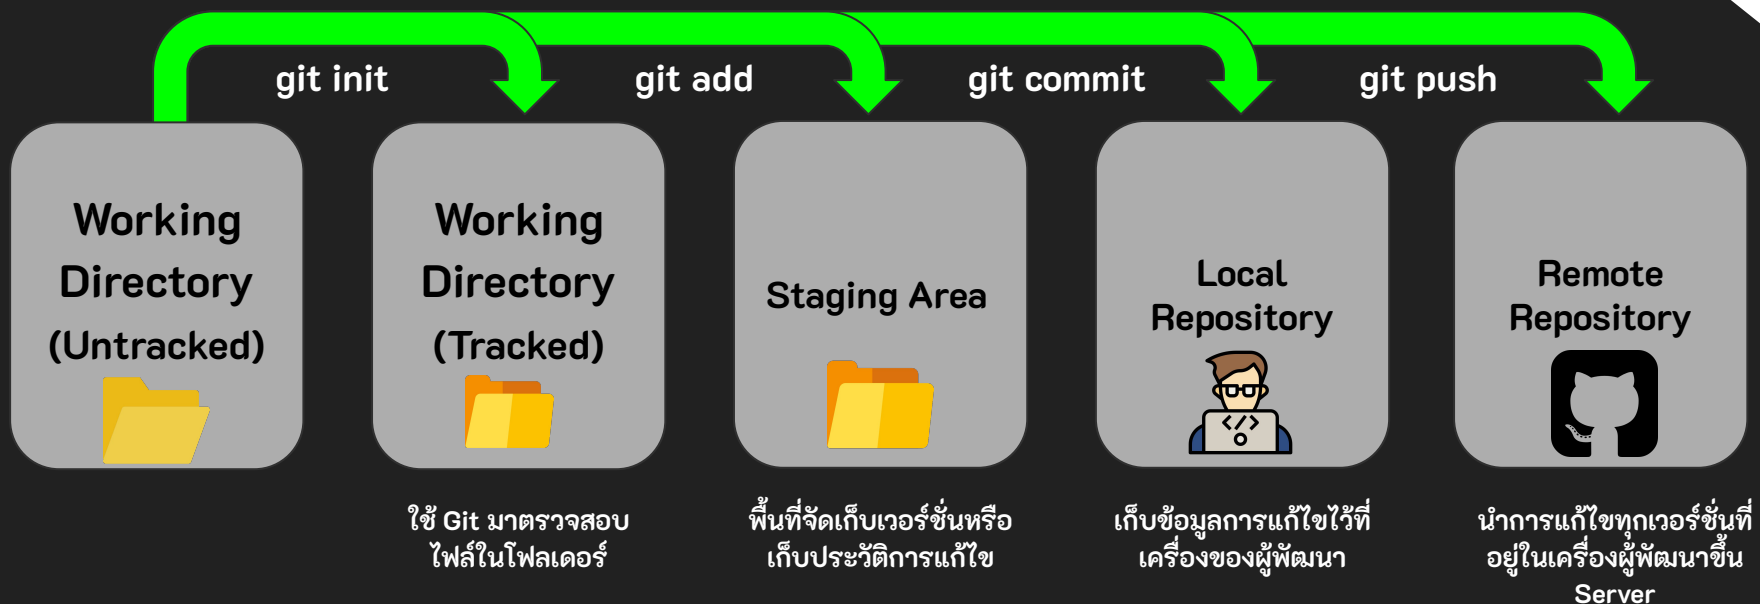 git init
git add
git commit
git push
Working
Directory
(Untracked)
Working
Directory
(Tracked)
Staging Area
Local
Repository
Remote
Repository
ใช้ Git มาตรวจสอบ
ไฟล์ในโฟลเดอร์
พื้นที่จัดเก็บเวอร์ชั่นหรือ
เก็บประวัติการแก้ไข
เก็บข้อมูลการแก้ไขไว้ที่
เครื่องของผู้พัฒนา
นำการแก้ไขทุกเวอร์ชั่นที่
อยู่ในเครื่องผู้พัฒนาขึ้น
Server